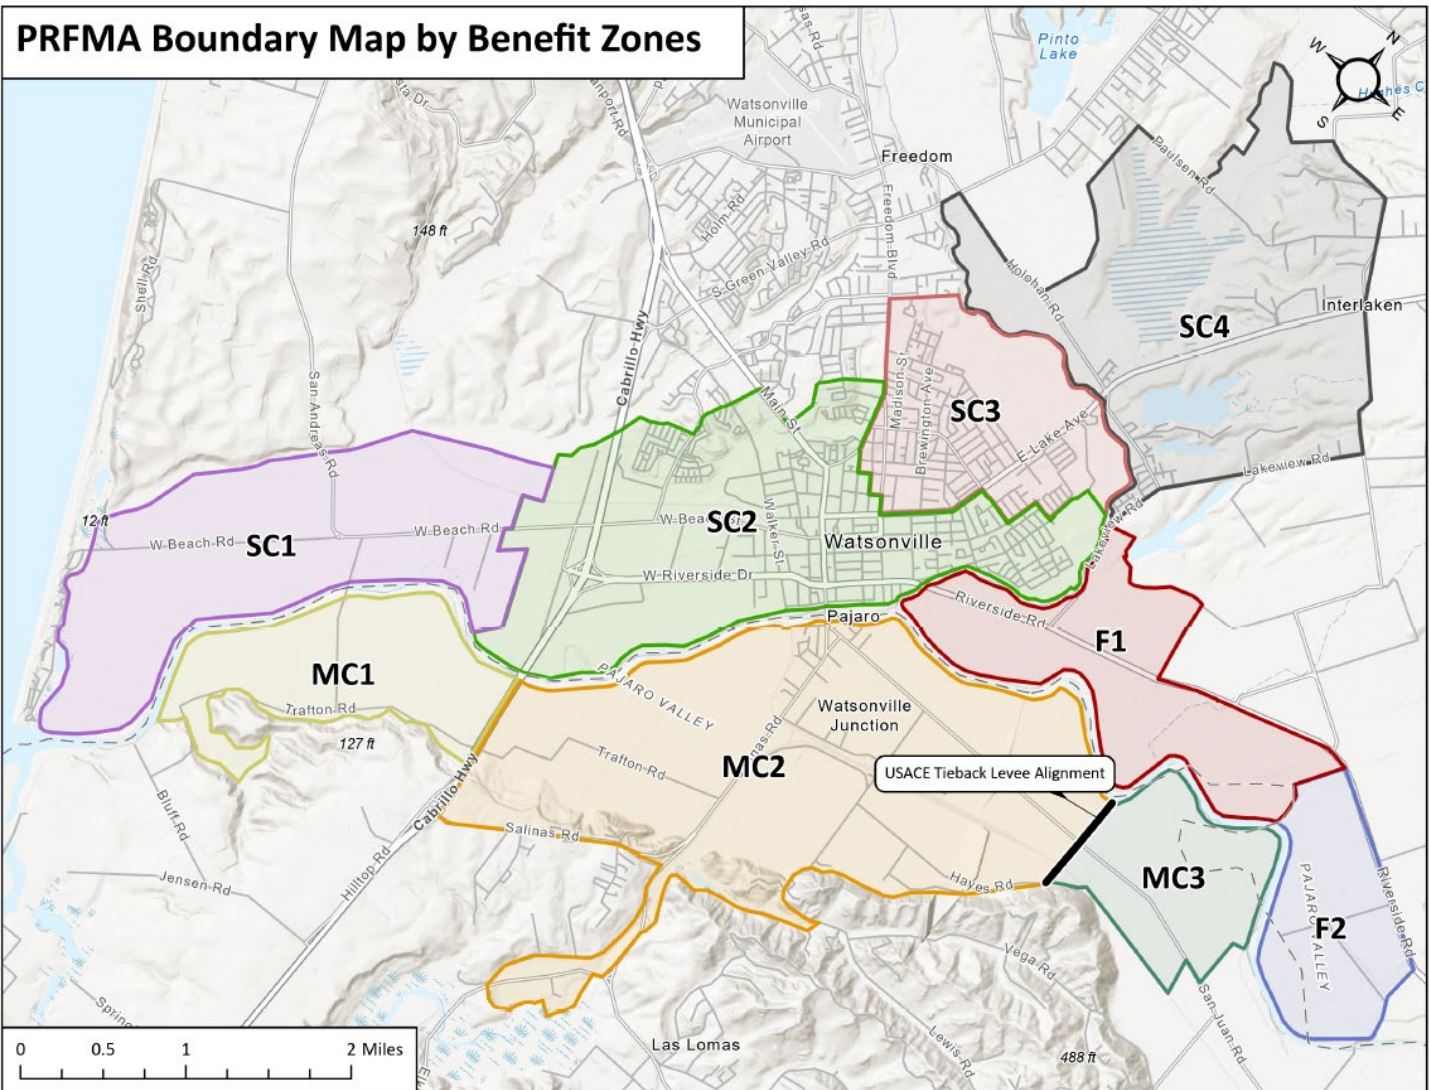 PRFMA Boundary Map by Benefit Zones
Pinto
Lake
N
W
E
S
Watsonville
Municipal
Airport
Freedom
Paulsen Rd
Holm Rd
Freedom Blvd
148 ft
S Green Valley Rd
Shell Rd
Holohan Rd
Interlaken
SC4
Cabrillo Hwy
San Andreas Rd
Main St
Madison St
Brewington Ave
SC3
E Lake Ave
Lakeview Rd
12 ft
W Beach Rd
SC1
W Beach Rd
SC2
Walker St
Watsonville
Lakeview Rd
W Riverside Dr
Pajaro
Riverside Rd
F1
MC1
Trafton Rd
127 ft
PAJARO VALLEY
Watsonville
Junction
Trafton Rd
MC2
USACE Tieback Levee Alignment
Cabrillo Hwy
Bluff Rd
Salinas Rd
Hilltop Rd
Jensen Rd
Hayes Rd
MC3
PAJARO VALLEY
F2
Riverside Rd
Vega Rd
San Juan Rd
Las Lomas
Lewis Rd
488 ft
0 0.5 1 2 Miles